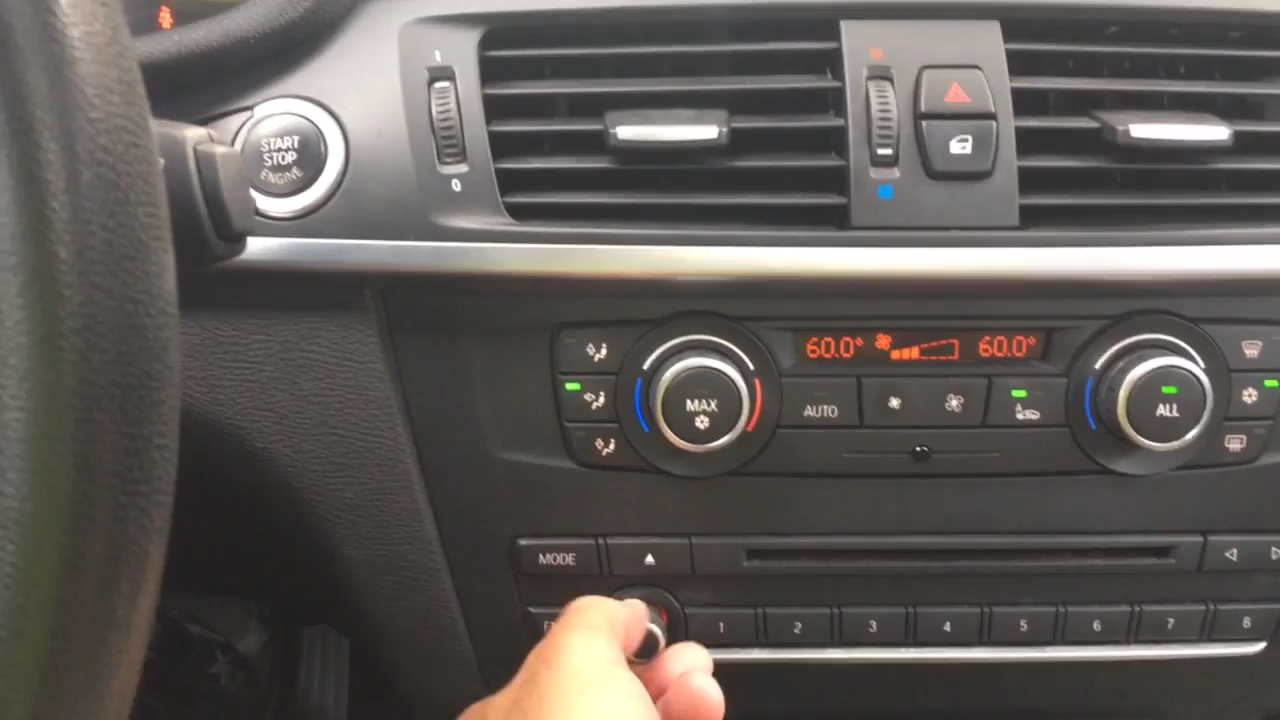 1
0
START
STOP
ENGINE
60.0°
60.0°
MAX
AUTO
A
ALL
MODE
1 2 3 4 5 6 7 8